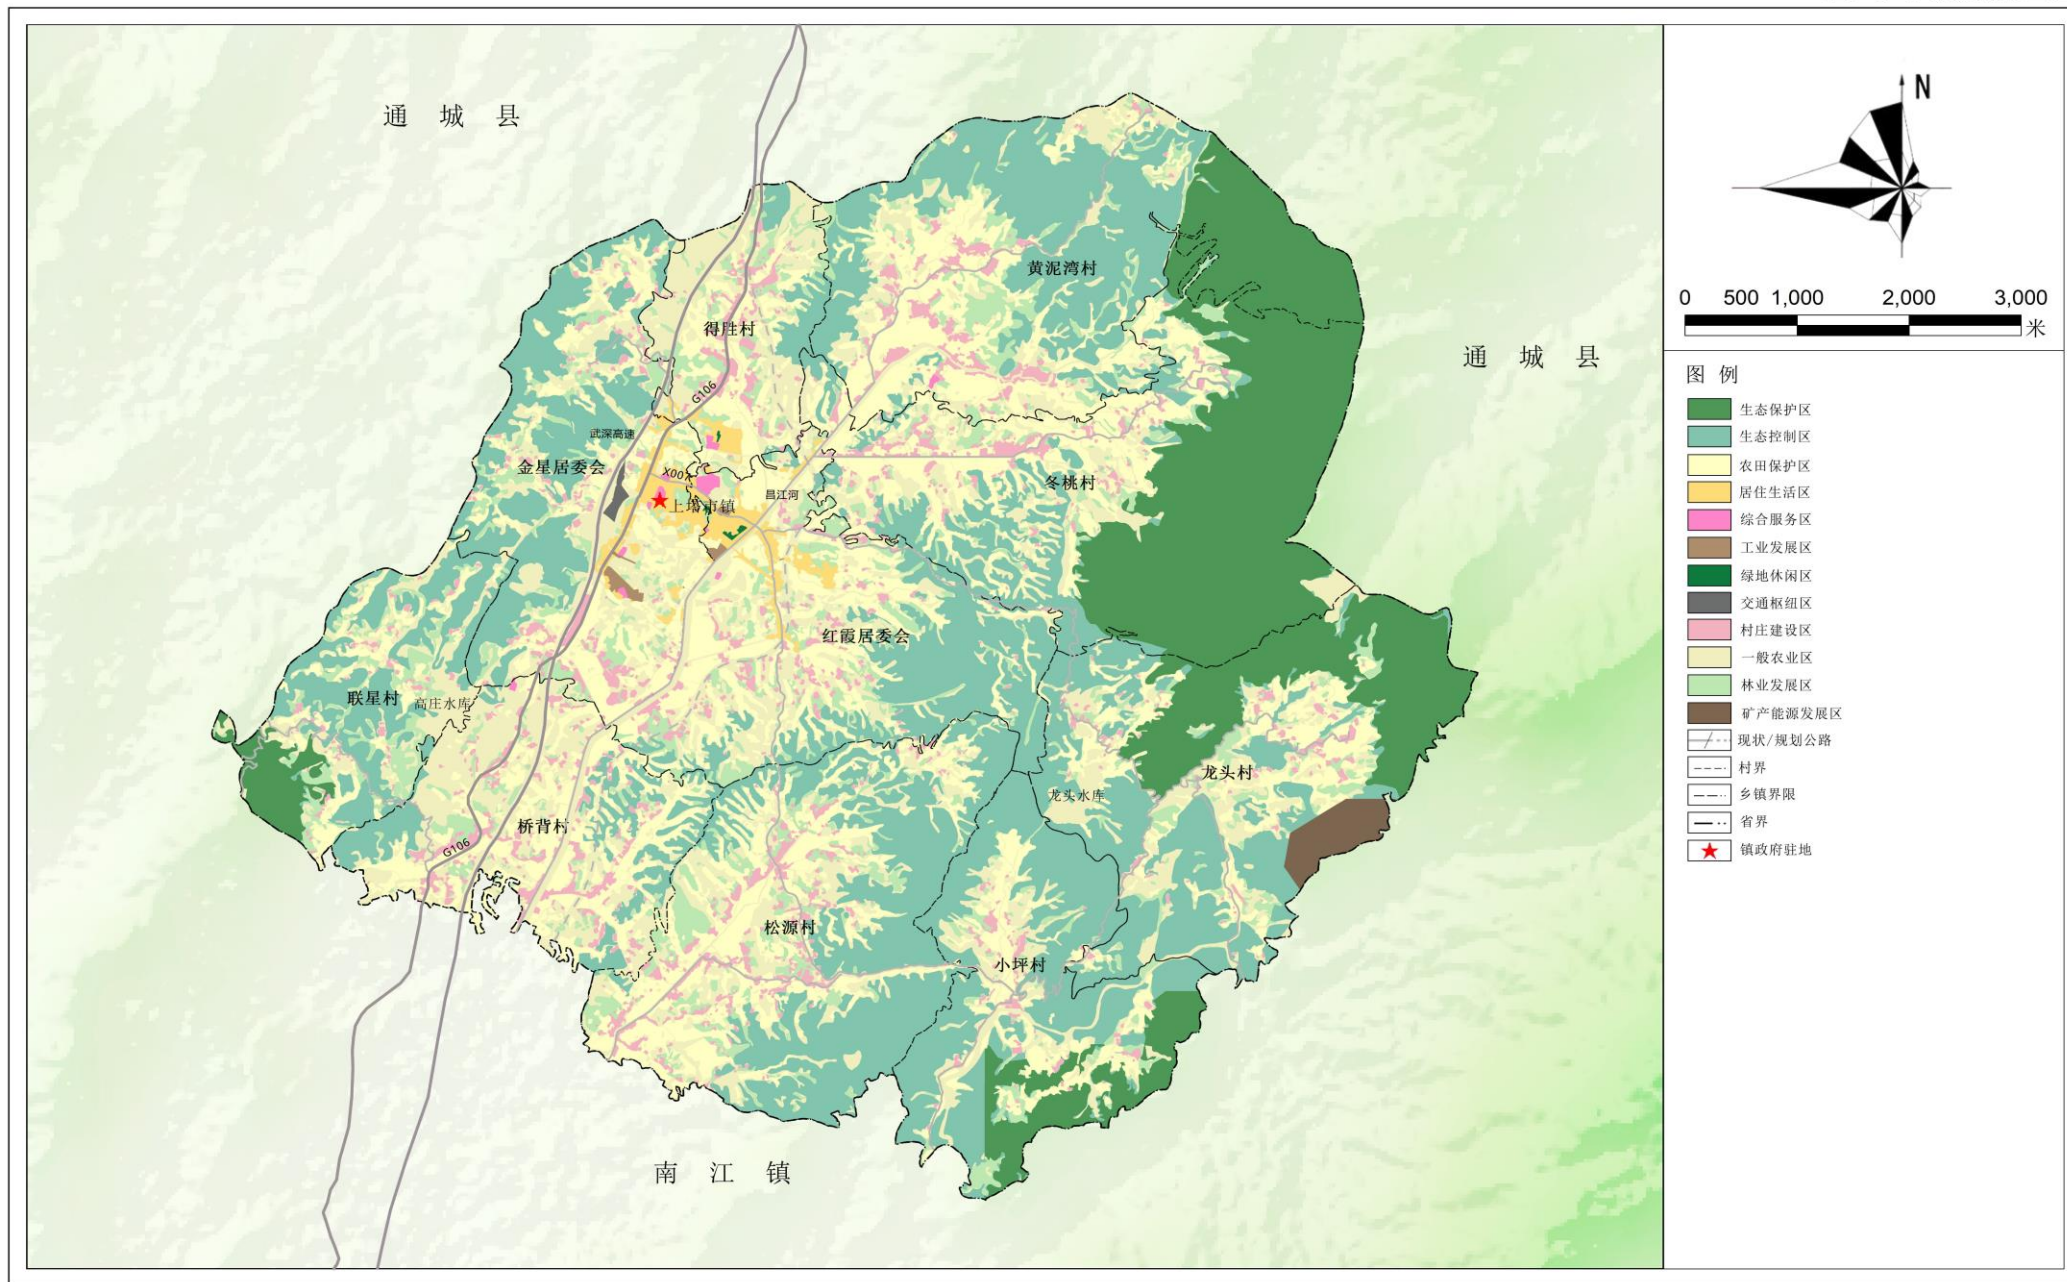 通城县
黄泥湾村
得胜村
通城县
G106
武深高速
金星居委会
X007
冬桃村
昌江河
上塔市镇
红霞居委会
联星村
高庄水库
龙头村
龙头水库
桥背村
G106
松源村
小坪村
南江镇
N
0 500 1,000 2,000 3,000
米
图例
生态保护区
生态控制区
农田保护区
居住生活区
综合服务区
工业发展区
绿地休闲区
交通枢纽区
村庄建设区
一般农业区
林业发展区
矿产能源发展区
现状/规划公路
村界
乡镇界限
省界
镇政府驻地